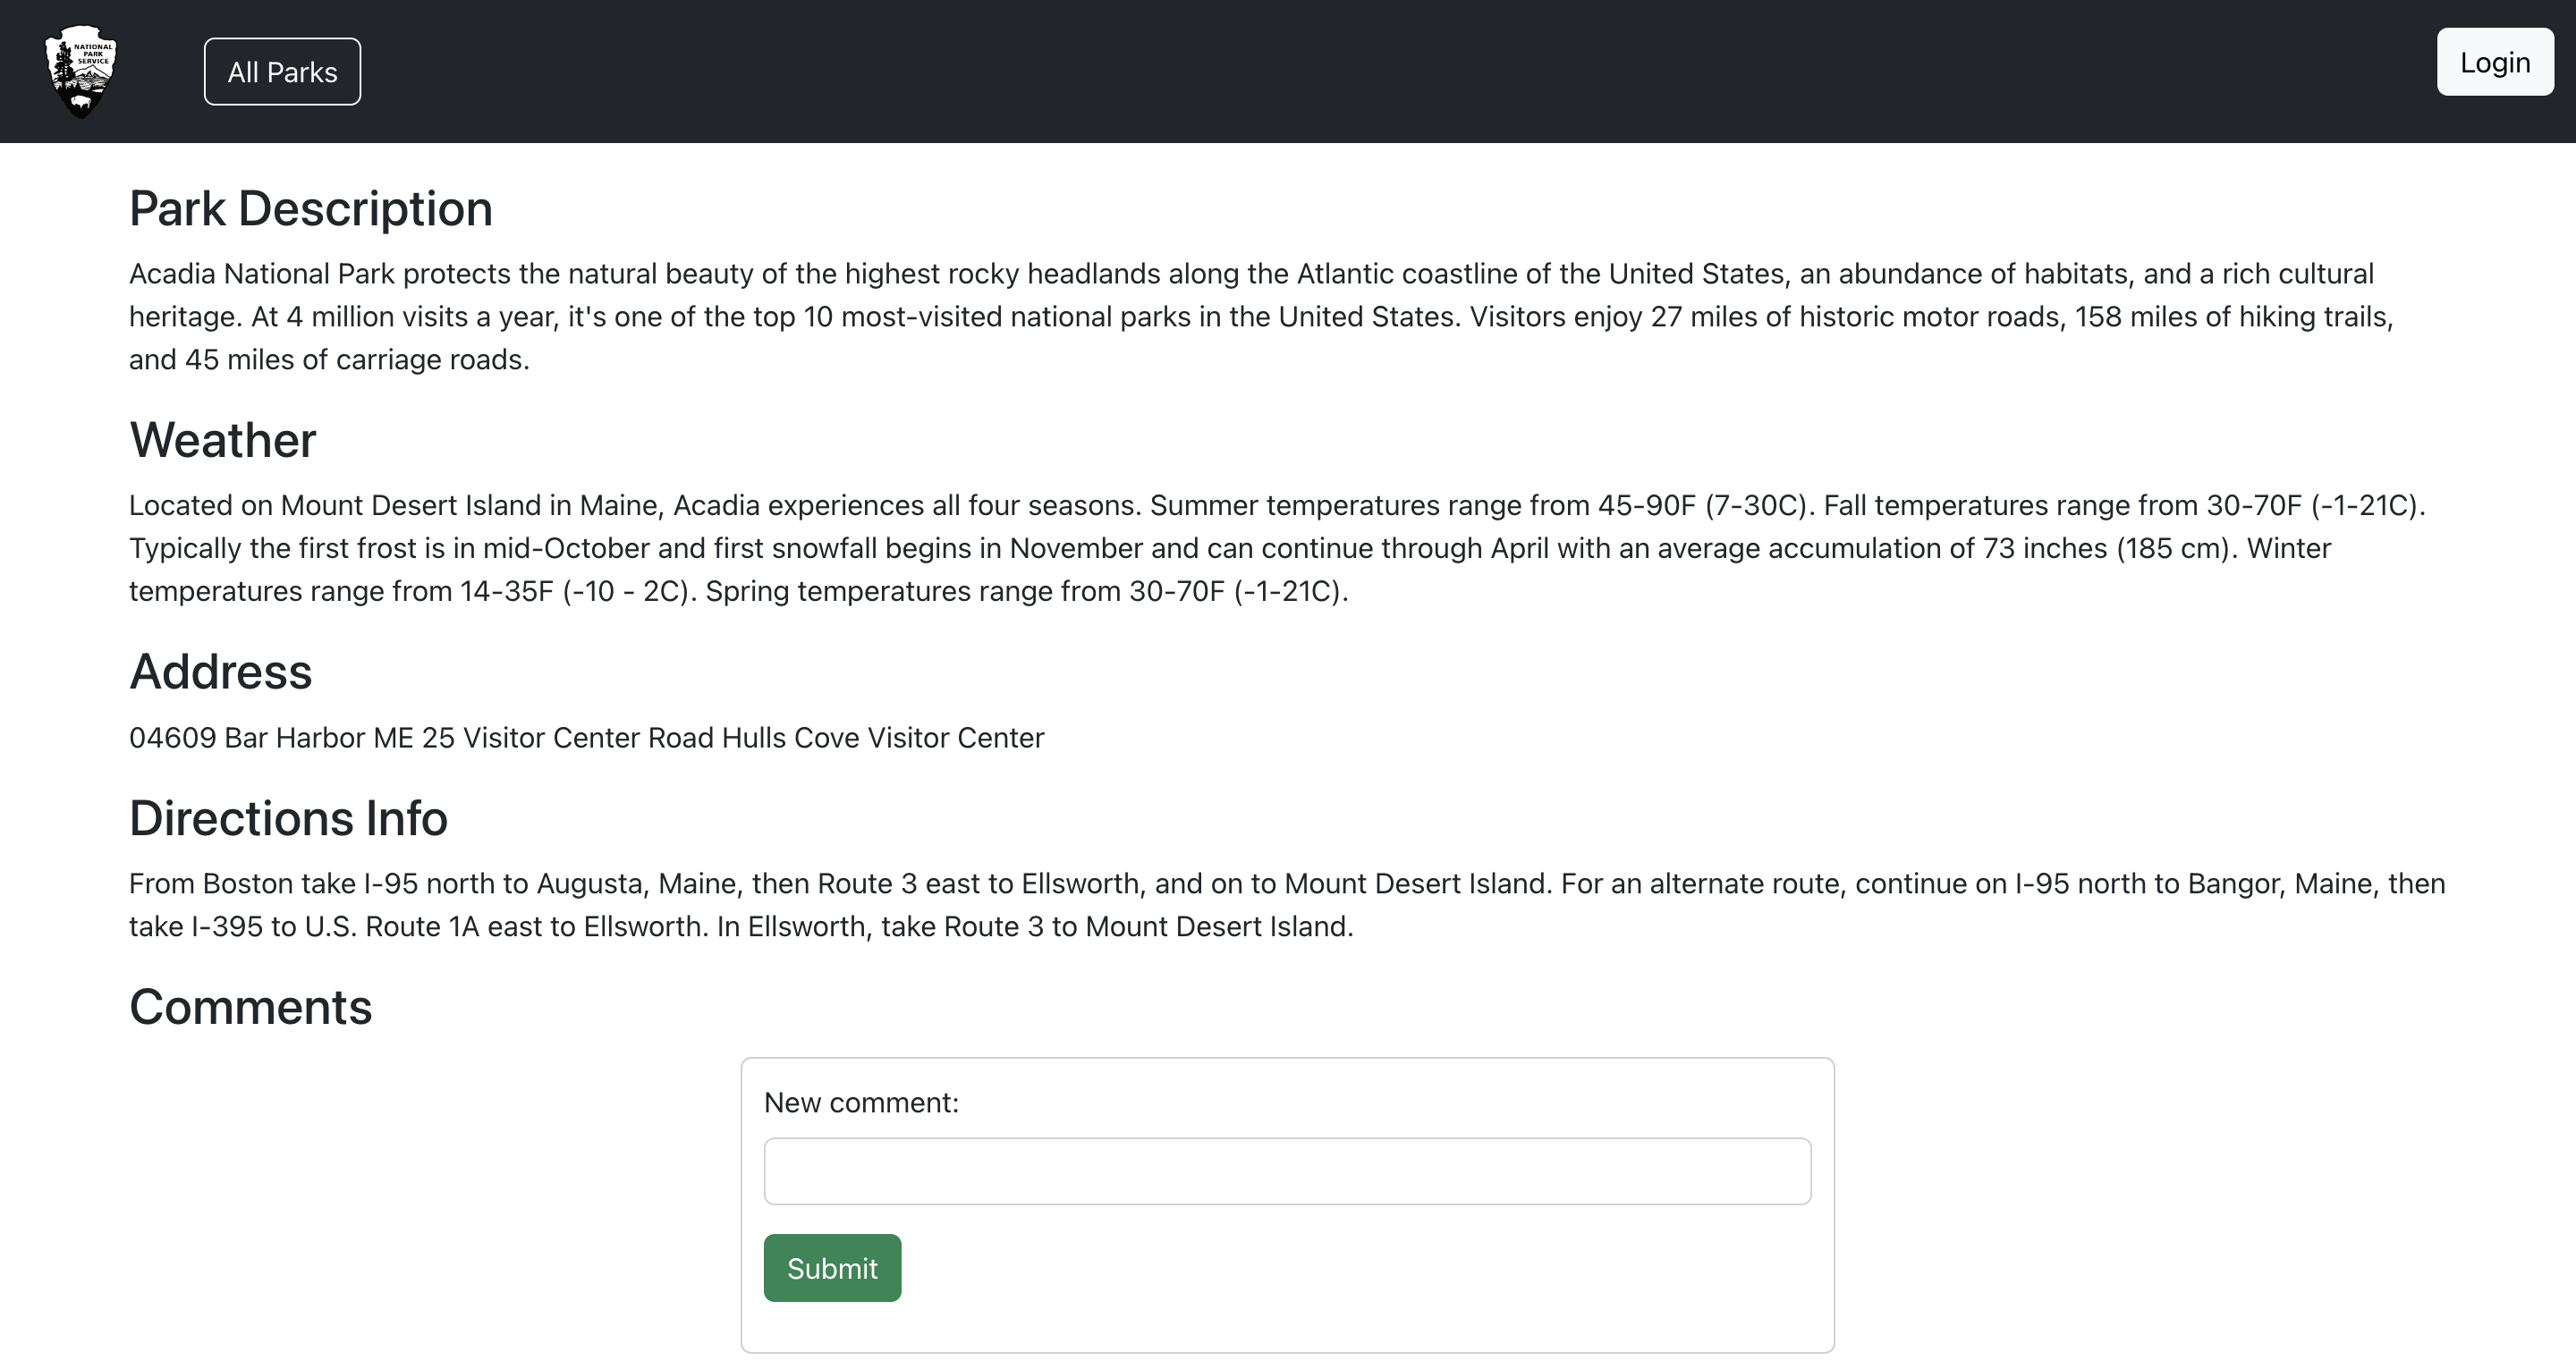 NATIONAL
PARK
SERVICE
All Parks
Login
Park Description
Acadia National Park protects the natural beauty of the highest rocky headlands along the Atlantic coastline of the United States, an abundance of habitats, and a rich cultural
heritage. At 4 million visits a year, it's one of the top 10 most-visited national parks in the United States. Visitors enjoy 27 miles of historic motor roads, 158 miles of hiking trails,
and 45 miles of carriage roads.
Weather
Located on Mount Desert Island in Maine, Acadia experiences all four seasons. Summer temperatures range from 45-90F (7-30C). Fall temperatures range from 30-70F (-1-21C).
Typically the first frost is in mid-October and first snowfall begins in November and can continue through April with an average accumulation of 73 inches (185 cm). Winter
temperatures range from 14-35F (-10 - 2C). Spring temperatures range from 30-70F (-1-21C).
Address
04609 Bar Harbor ME 25 Visitor Center Road Hulls Cove Visitor Center
Directions Info
From Boston take I-95 north to Augusta, Maine, then Route 3 east to Ellsworth, and on to Mount Desert Island. For an alternate route, continue on I-95 north to Bangor, Maine, then
take I-395 to U.S. Route 1A east to Ellsworth. In Ellsworth, take Route 3 to Mount Desert Island.
Comments
New comment:
Submit